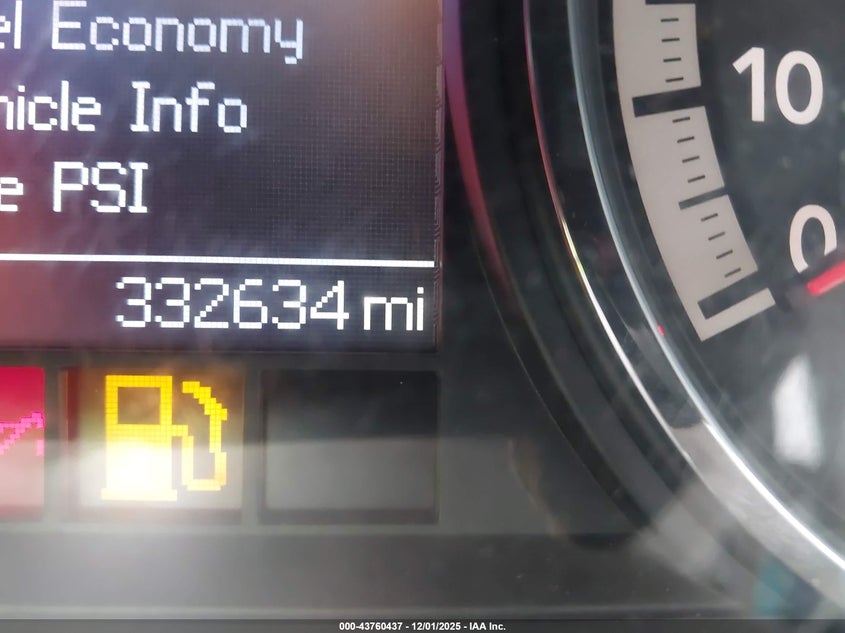 el Economy
hicle Info
e PSI
332634 mi
10
0
000-43760437 - 12/01/2025 - IAA Inc.